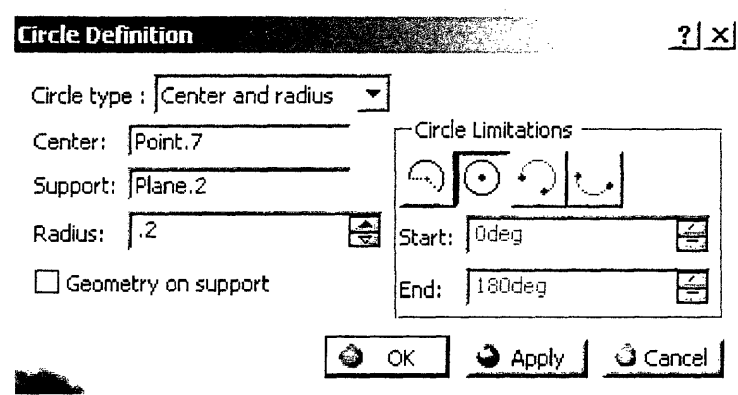 Circle Definition ? ×
Circle type : Center and radius
Center: Point.7
Support: Plane.2
Radius: .2
Geometry on support
Circle Limitations
Start: 0deg
End: 180deg
OK Apply Cancel